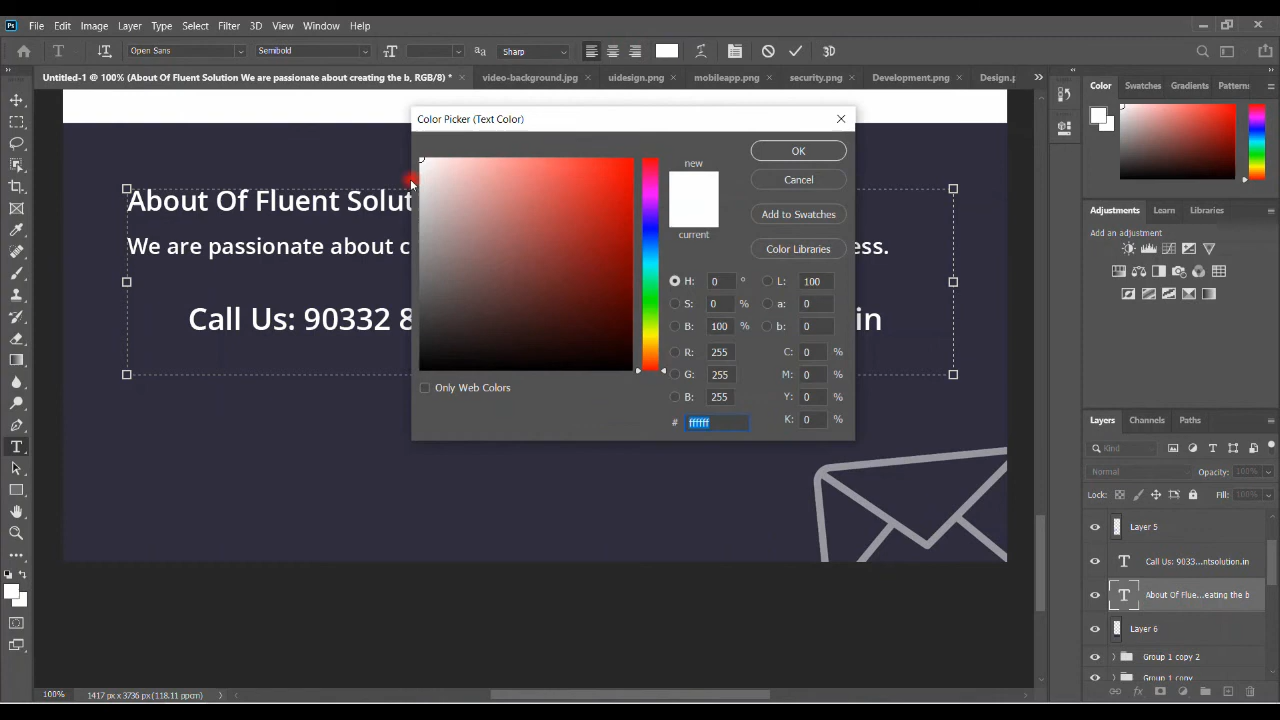 Ps File Edit Image Layer Type Select Filter 3D View Window Help
T Open Sans Semibold Sharp 3D
Untitled-1 @ 100% (About Of Fluent Solution We are passionate about creating the b, RGB/8) * video-background.jpg uidesign.png mobileapp.png security.png Development.png Design.p
Color Swatches Gradients Patterns
Color Picker (Text Color)
OK
new
Cancel
current
Add to Swatches
Color Libraries
H: 0 ° L: 100
S: 0 % a: 0
B: 100 % b: 0
R: 255 C: 0 %
G: 255 M: 0 %
B: 255 Y: 0 %
# ffffff K: 0 %
Only Web Colors
About Of Fluent Solut
We are passionate about c ss.
Call Us: 90332 8 in
Adjustments Learn Libraries
Add an adjustment
Layers Channels Paths
Kind
Normal Opacity: 100%
Lock: Fill: 100%
Layer 5
T Call Us: 9033...ntsolution.in
T About Of Flue...eating the b
Layer 6
Group 1 copy 2
Group 1 copy
100% 1417 px x 3736 px (118.11 ppcm)